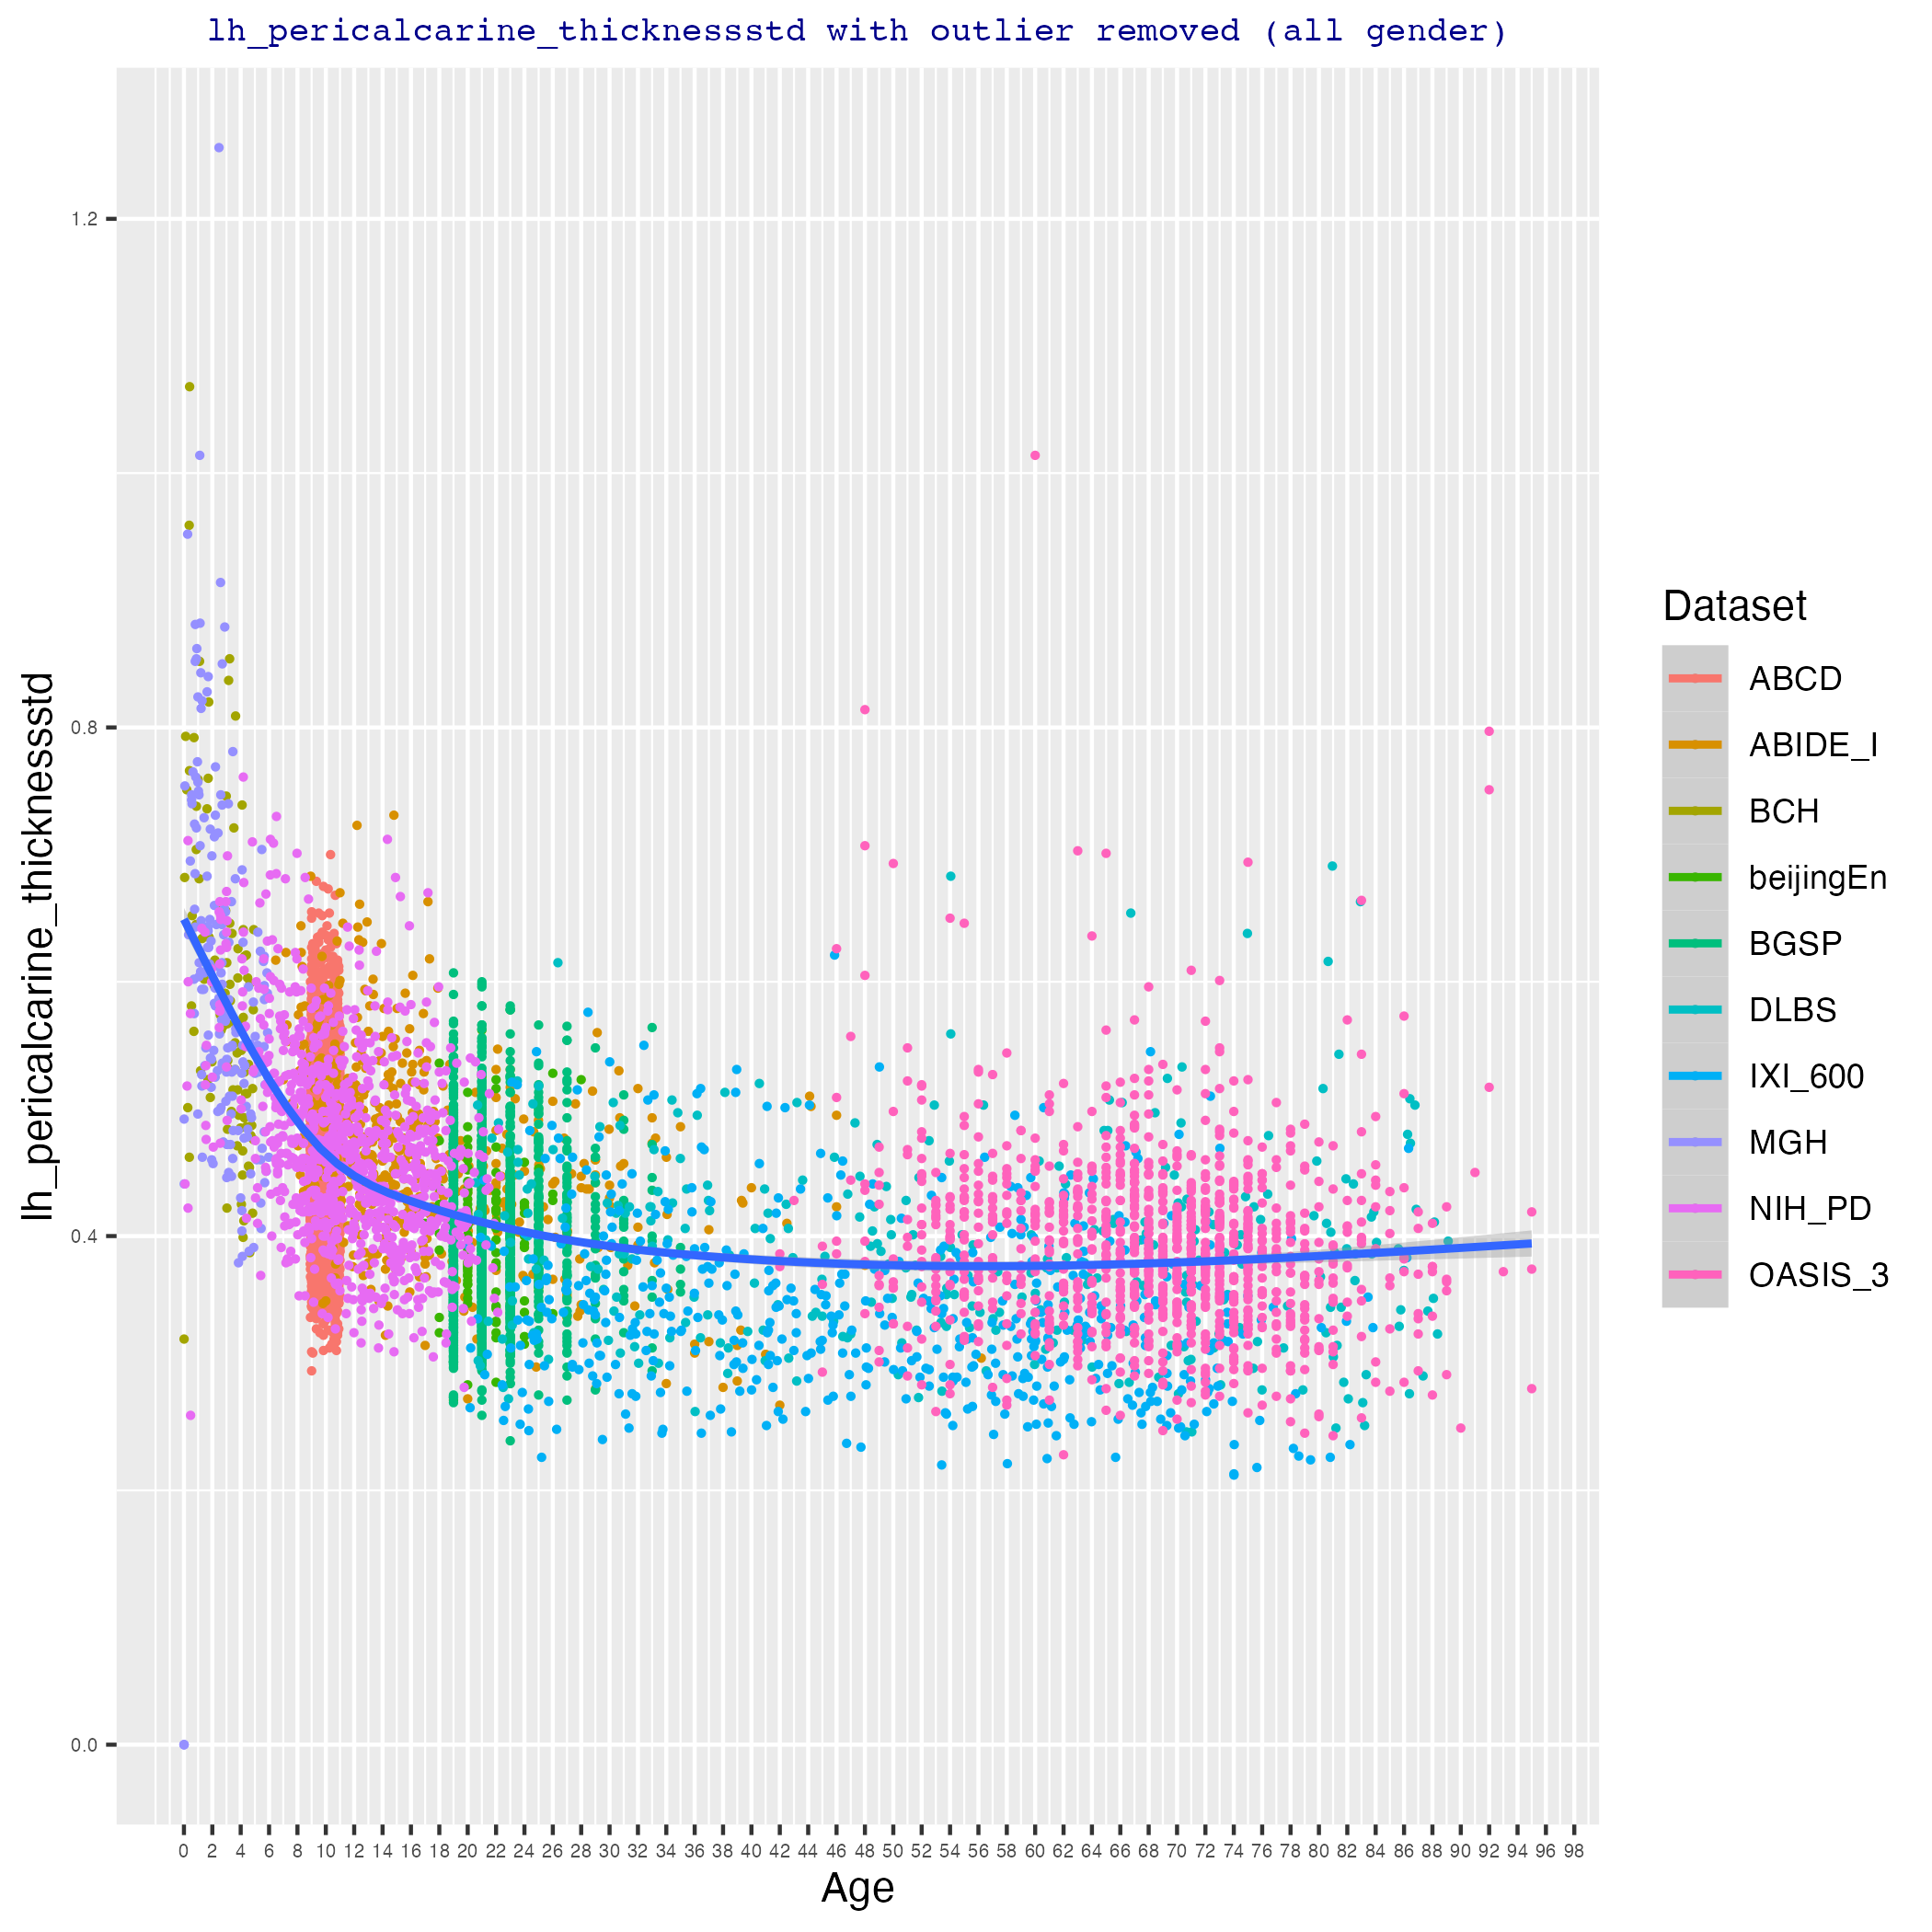 lh_pericalcarine_thicknessstd with outlier removed (all gender)
lh_pericalcarine_thicknessstd
1.2
0.8
0.4
0.0
0 2 4 6 8 10 12 14 16 18 20 22 24 26 28 30 32 34 36 38 40 42 44 46 48 50 52 54 56 58 60 62 64 66 68 70 72 74 76 78 80 82 84 86 88 90 92 94 96 98
Age
Dataset
ABCD
ABIDE_I
BCH
beijingEn
BGSP
DLBS
IXI_600
MGH
NIH_PD
OASIS_3